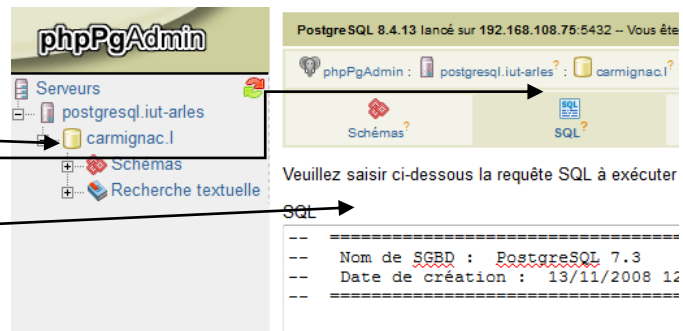 phpPgAdmin
Serveurs
postgresql.iut-arles
carmignac.l
Schémas
Recherche textuelle
PostgreSQL 8.4.13 lancé sur 192.168.108.75:5432 -- Vous ête
phpPgAdmin : postgresql.iut-arles? : carmignac.l?
Schémas?
SQL
SQL?
Veuillez saisir ci-dessous la requête SQL à exécuter
SQL
-- ==================================
-- Nom de SGBD : PostgreSQL 7.3
-- Date de création : 13/11/2008 12
-- ==================================